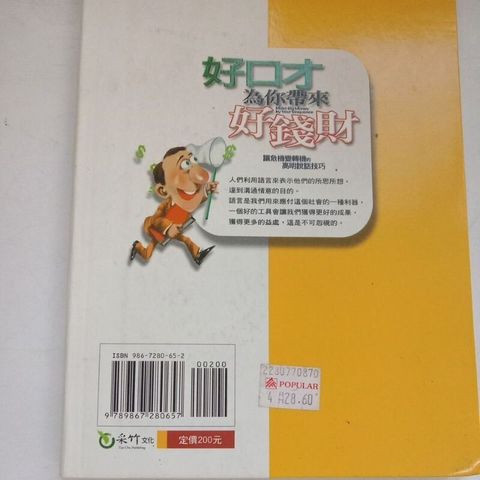 好口才
為你帶來
好錢財
讓危機變轉機的
高明說話技巧
人們利用語言來表示他們的所思所想，
達到溝通情意的目的。
語言是我們用來應付這個社會的一種利器，
一個好的工具會讓我們獲得更好的成果，
獲得更多的益處，這是不可忽視的。
ISBN 986-7280-65-2
00200
9 789867 280657
采竹文化
定價200元
2280770870
POPULAR
28.60